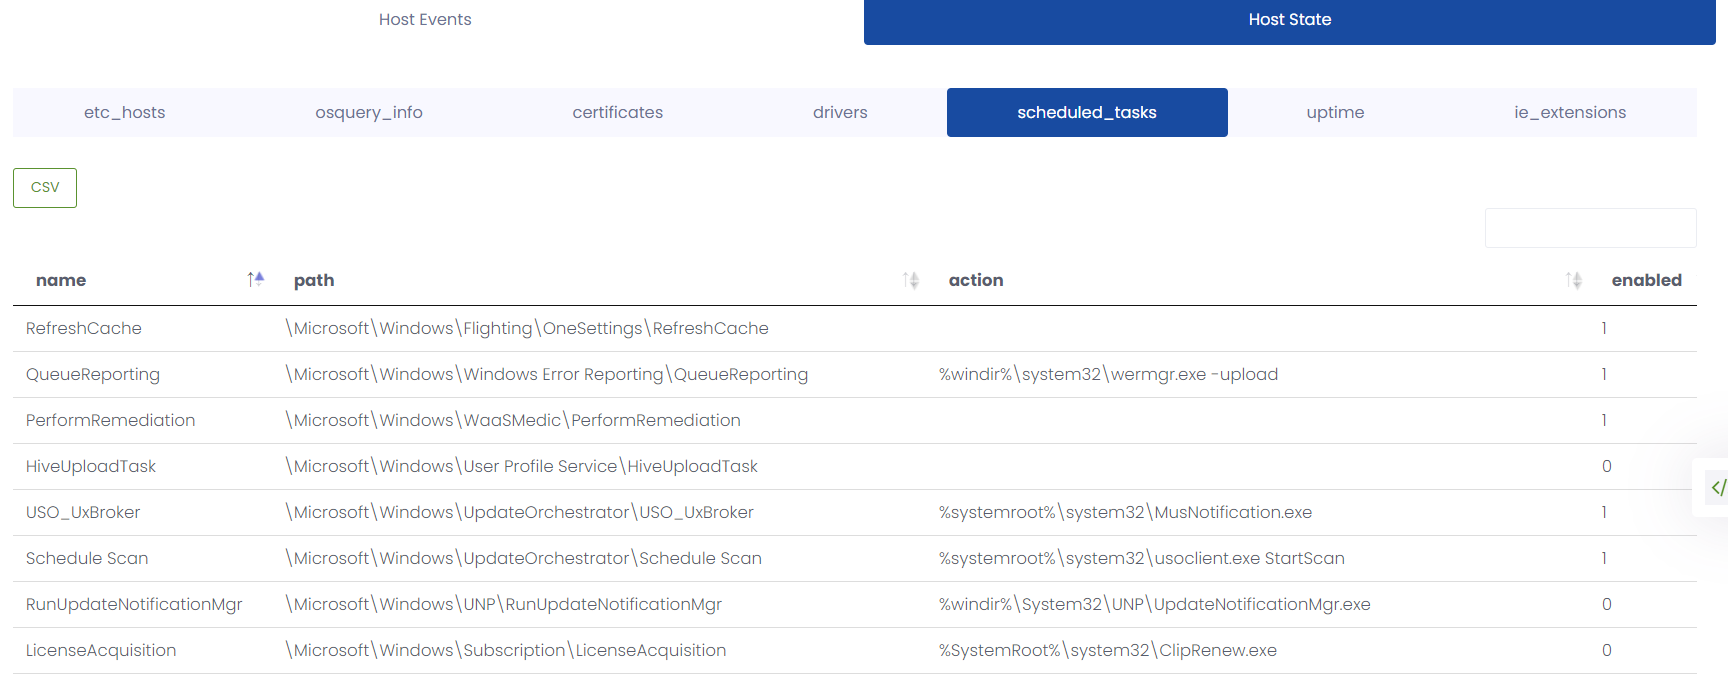 Host Events Host State
etc_hosts osquery_info certificates drivers scheduled_tasks uptime ie_extensions
CSV
name path action enabled
RefreshCache \Microsoft\Windows\Flighting\OneSettings\RefreshCache 1
QueueReporting \Microsoft\Windows\Windows Error Reporting\QueueReporting %windir%\system32\wermgr.exe -upload 1
PerformRemediation \Microsoft\Windows\WaaSMedic\PerformRemediation 1
HiveUploadTask \Microsoft\Windows\User Profile Service\HiveUploadTask 0
</
USO_UxBroker \Microsoft\Windows\UpdateOrchestrator\USO_UxBroker %systemroot%\system32\MusNotification.exe 1
Schedule Scan \Microsoft\Windows\UpdateOrchestrator\Schedule Scan %systemroot%\system32\usoclient.exe StartScan 1
RunUpdateNotificationMgr \Microsoft\Windows\UNP\RunUpdateNotificationMgr %windir%\System32\UNP\UpdateNotificationMgr.exe 0
LicenseAcquisition \Microsoft\Windows\Subscription\LicenseAcquisition %SystemRoot%\system32\ClipRenew.exe 0